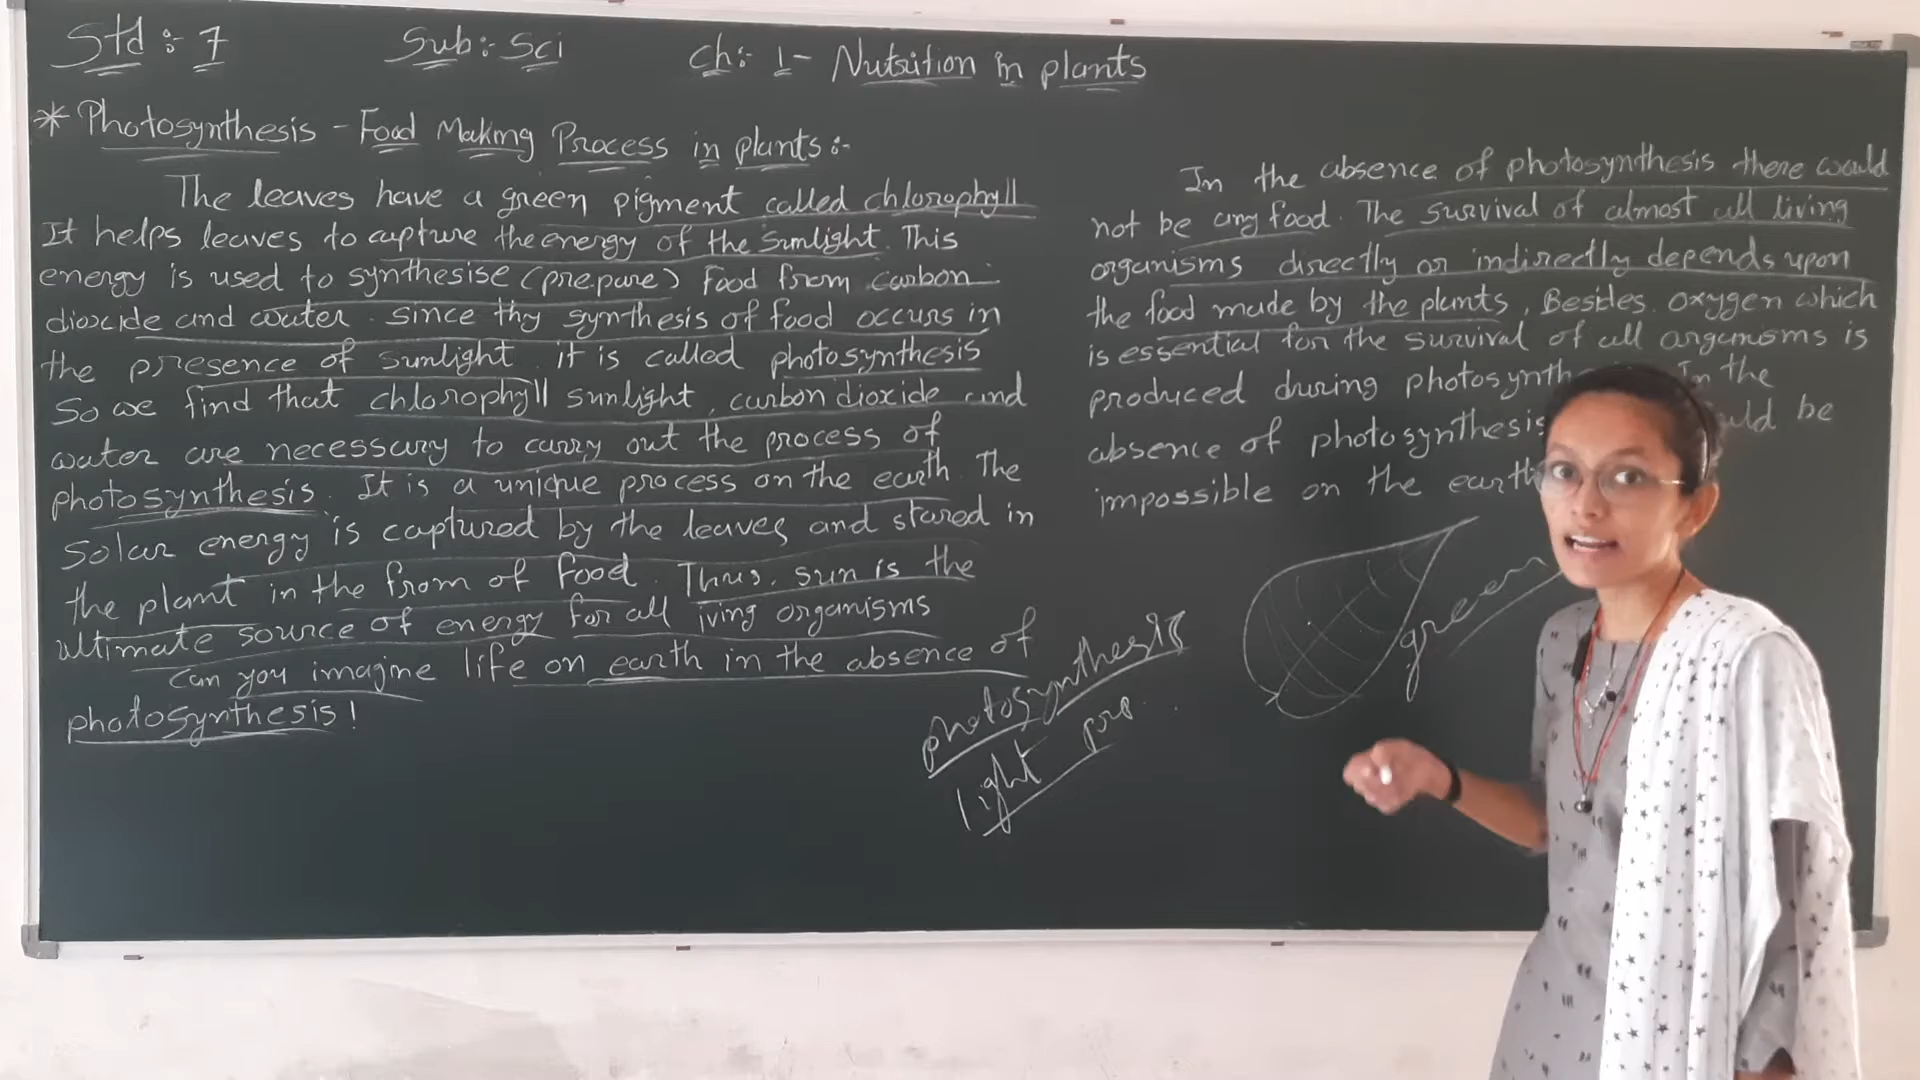 Std :- 7 Sub:- Sci Ch:- 1 - Nutrition in plants
* Photosynthesis - Food Making Process in plants :-
The leaves have a green pigment called chlorophyll
It helps leaves to capture the energy of the sunlight. This
energy is used to synthesise (prepare) food from carbon
dioxide and water. Since thy synthesis of food occurs in
the presence of sunlight. it is called photosynthesis
So we find that chlorophyll sunlight, carbon dioxide and
water are necessary to carry out the process of
photosynthesis. It is a unique process on the earth. The
Solar energy is captured by the leaves and stared in
the plant in the from of food. Thus, sun is the
ultimate source of energy for all iving organisms
Can you imagine life on earth in the absence of
photosynthesis!
In the absence of photosynthesis there would
not be any food. The survival of almost all living
organisms directly or indirectly depends upon
the food made by the plants, Besides. oxygen which
is essential for the survival of all organisms is
produced during photosynth In the
absence of photosynthesis uld be
impossible on the earth
green
photosynthesis
light pro